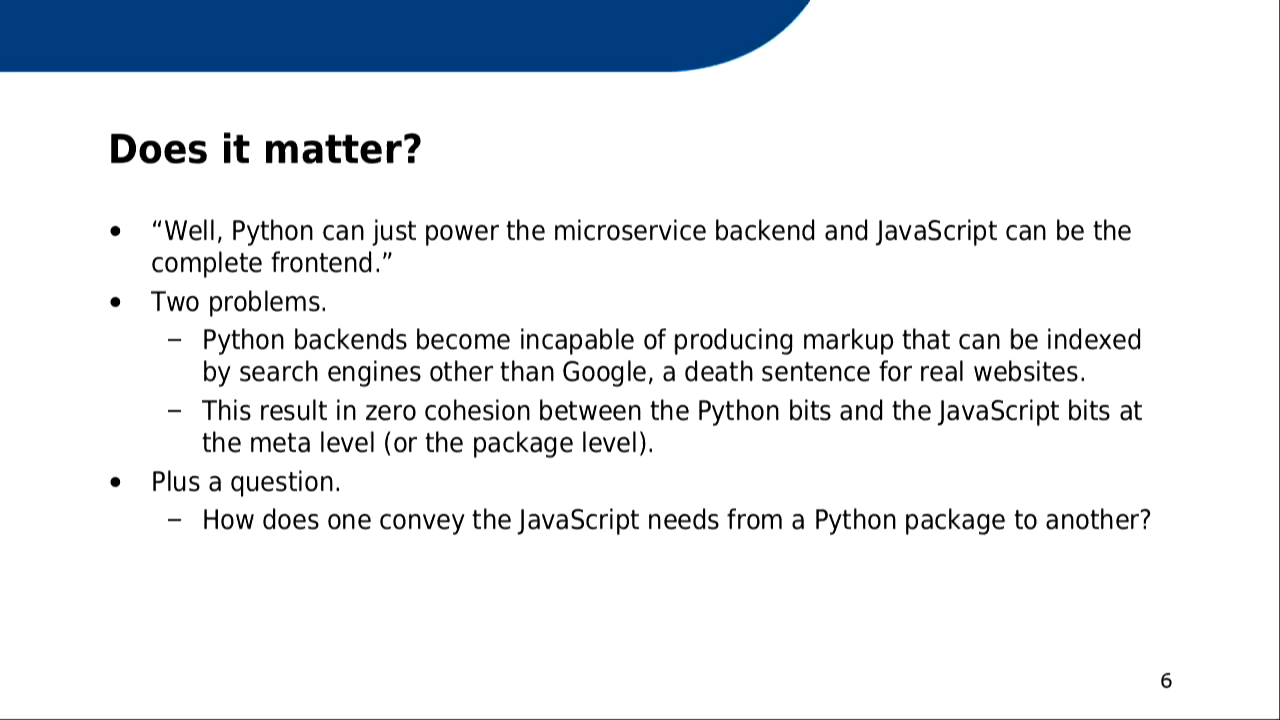 Does it matter?
• “Well, Python can just power the microservice backend and JavaScript can be the
complete frontend.”
• Two problems.
– Python backends become incapable of producing markup that can be indexed
by search engines other than Google, a death sentence for real websites.
– This result in zero cohesion between the Python bits and the JavaScript bits at
the meta level (or the package level).
• Plus a question.
– How does one convey the JavaScript needs from a Python package to another?
6